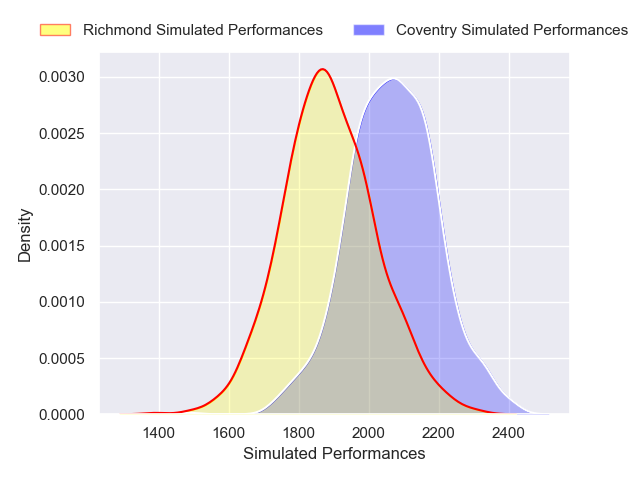 Richmond Simulated Performances
Coventry Simulated Performances
0.0030
0.0025
0.0020
0.0015
0.0010
0.0005
0.0000
Density
1400 1600 1800 2000 2200 2400
Simulated Performances